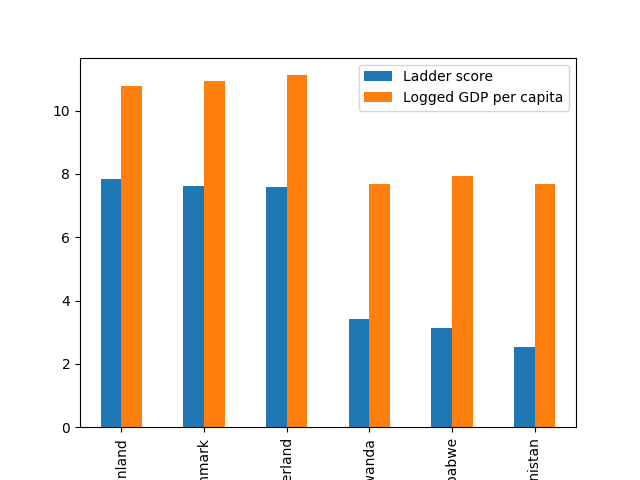 Ladder score
Logged GDP per capita
10
8
6
4
2
0
nland
nmark
erland
wanda
babwe
nistan